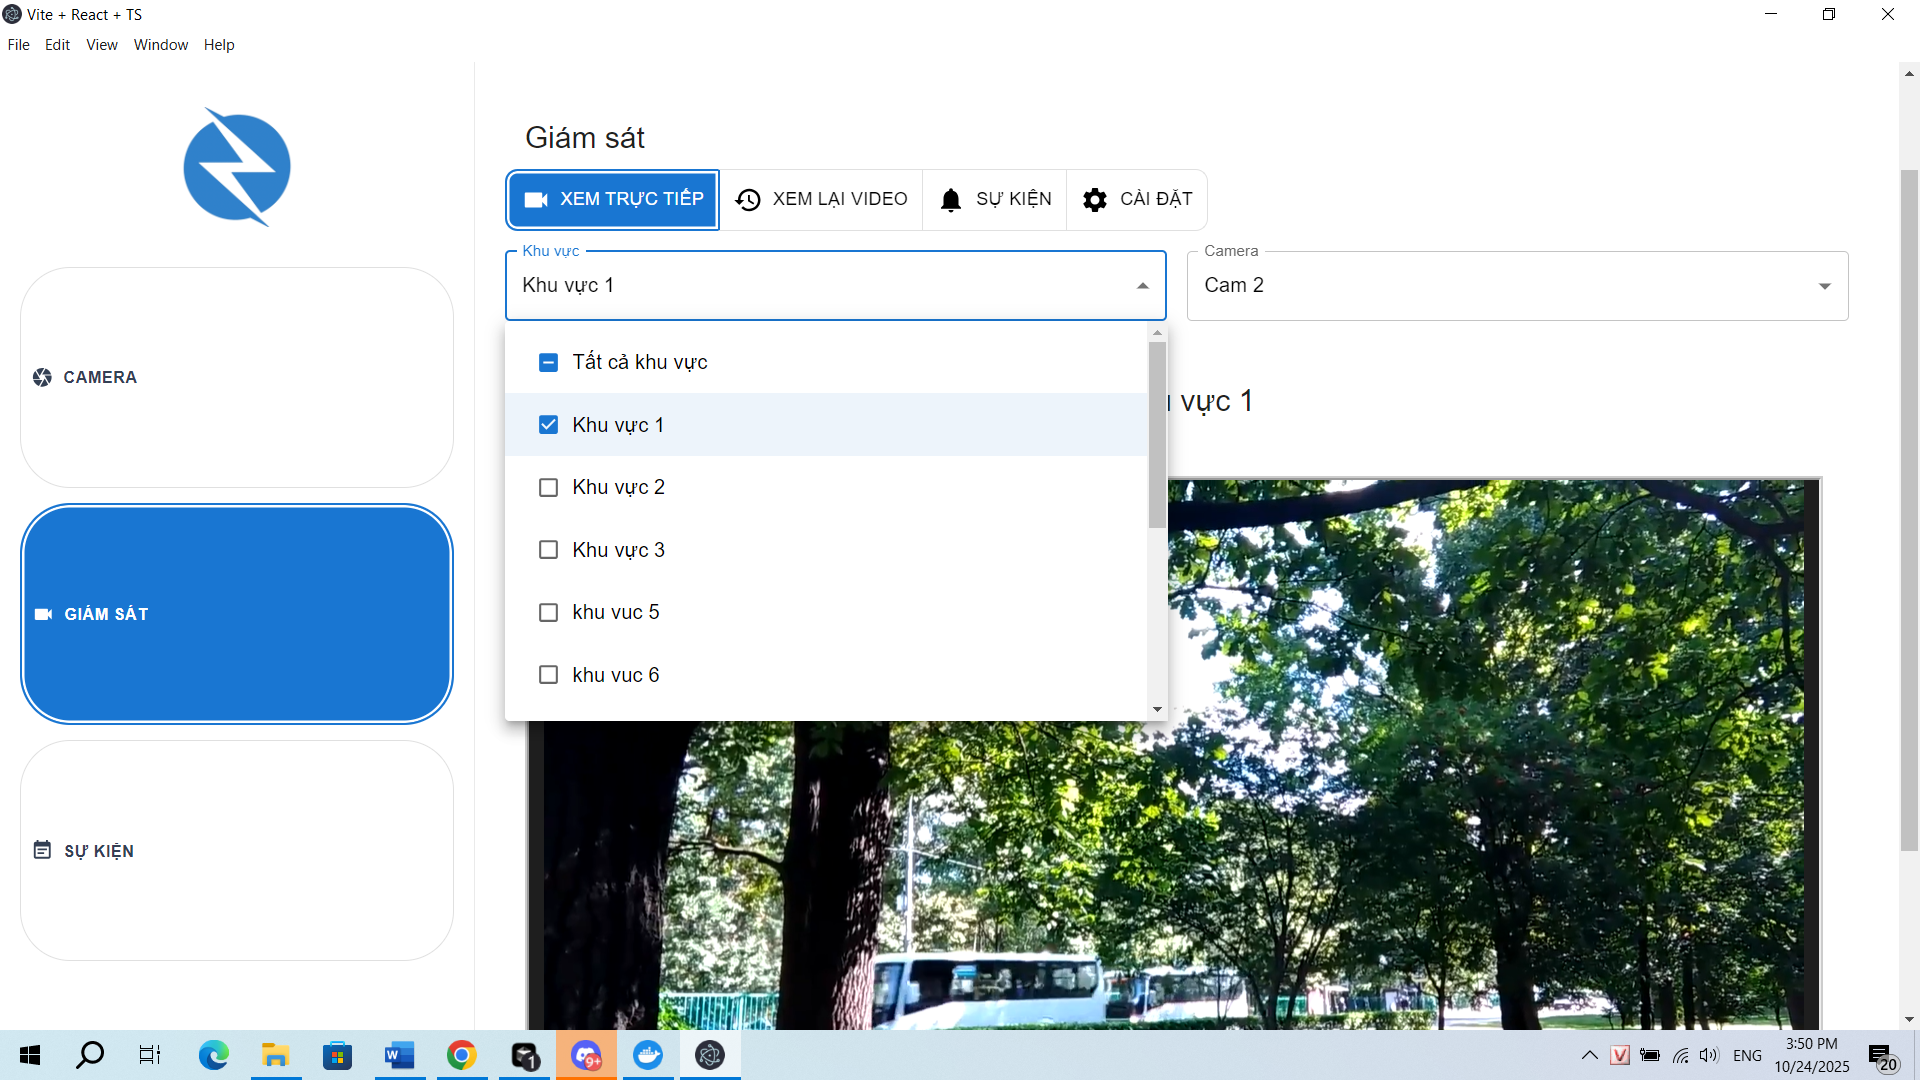 Vite + React + TS
File Edit View Window Help
Giám sát
XEM TRỰC TIẾP XEM LẠI VIDEO SỰ KIỆN CÀI ĐẶT
Khu vực Camera
Khu vực 1 Cam 2
Tất cả khu vực
Khu vực 1
Khu vực 2
Khu vực 3
khu vuc 5
khu vuc 6
vực 1
CAMERA
GIÁM SÁT
SỰ KIỆN
W 1 9+
V ENG 3:50 PM
10/24/2025 20